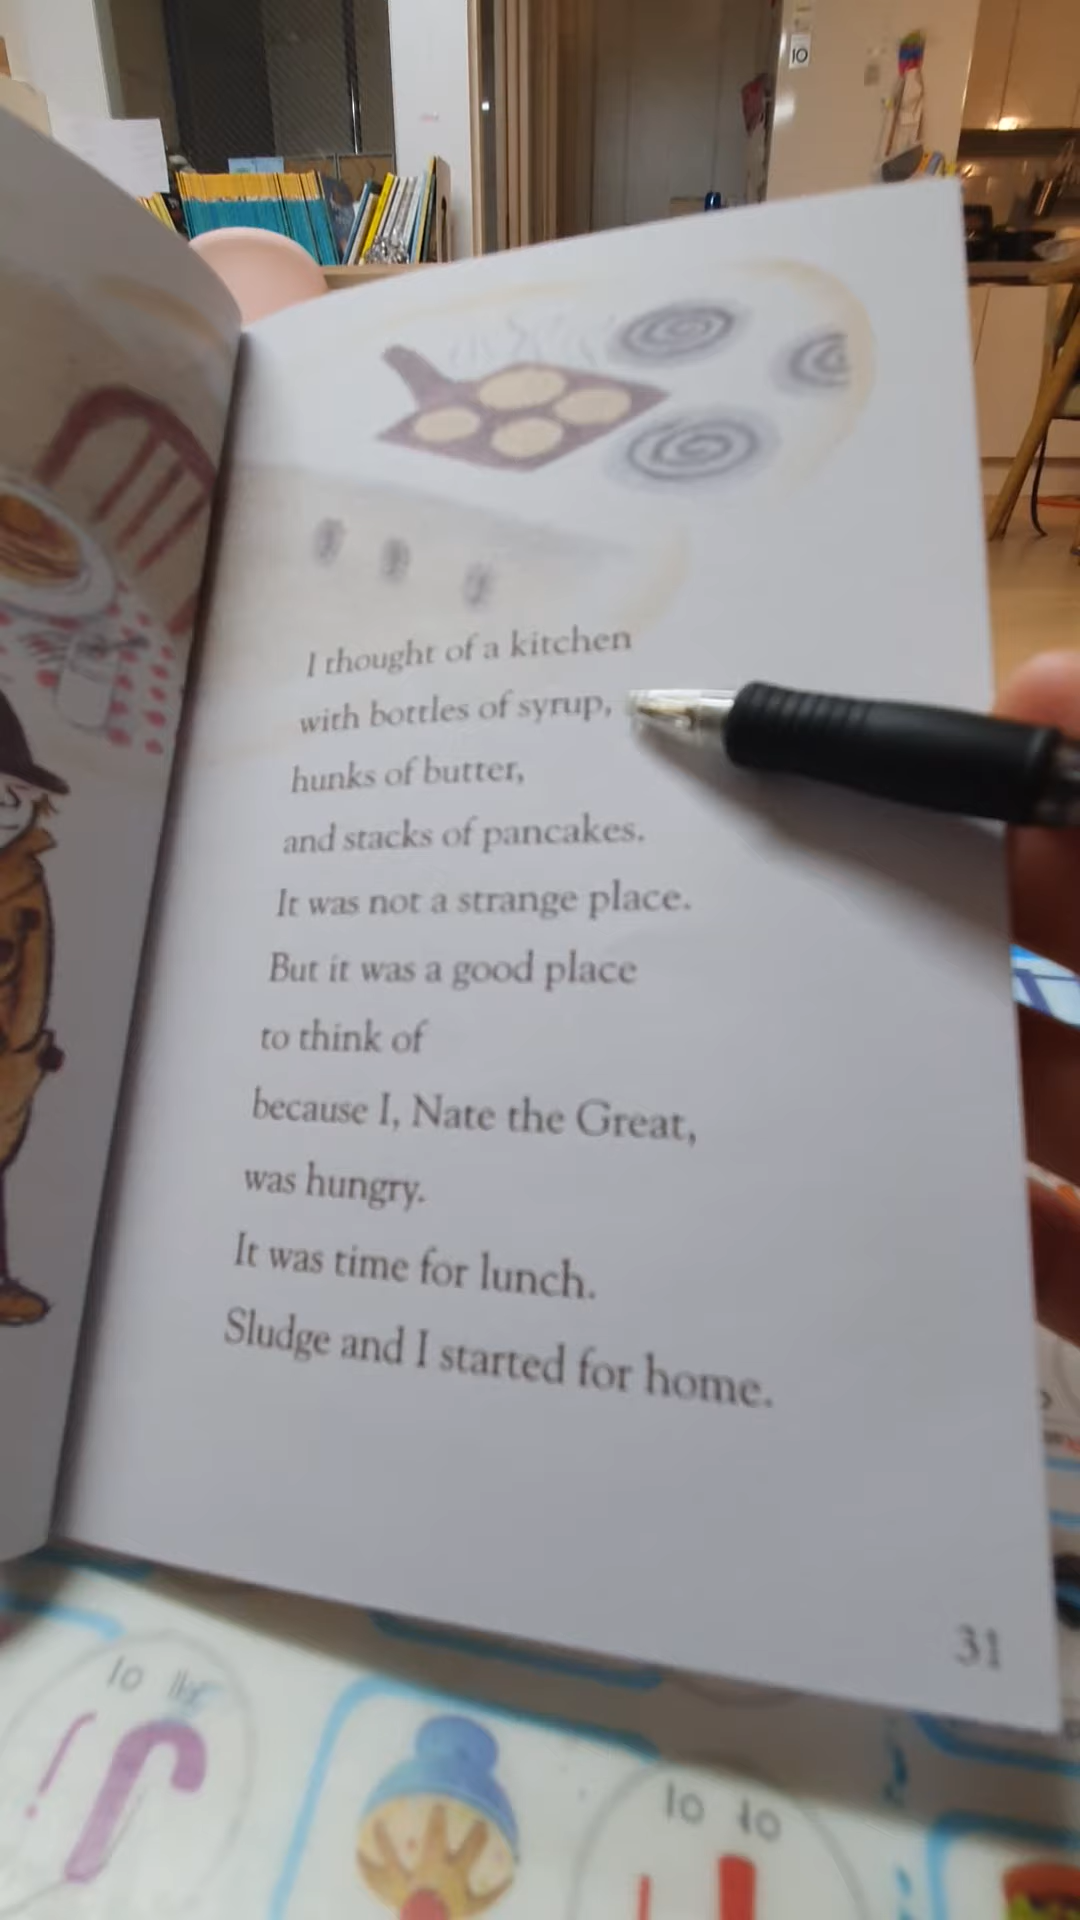 I thought of a kitchen
with bottles of syrup,
hunks of butter,
and stacks of pancakes.
It was not a strange place.
But it was a good place
to think of
because I, Nate the Great,
was hungry.
It was time for lunch.
Sludge and I started for home.
31